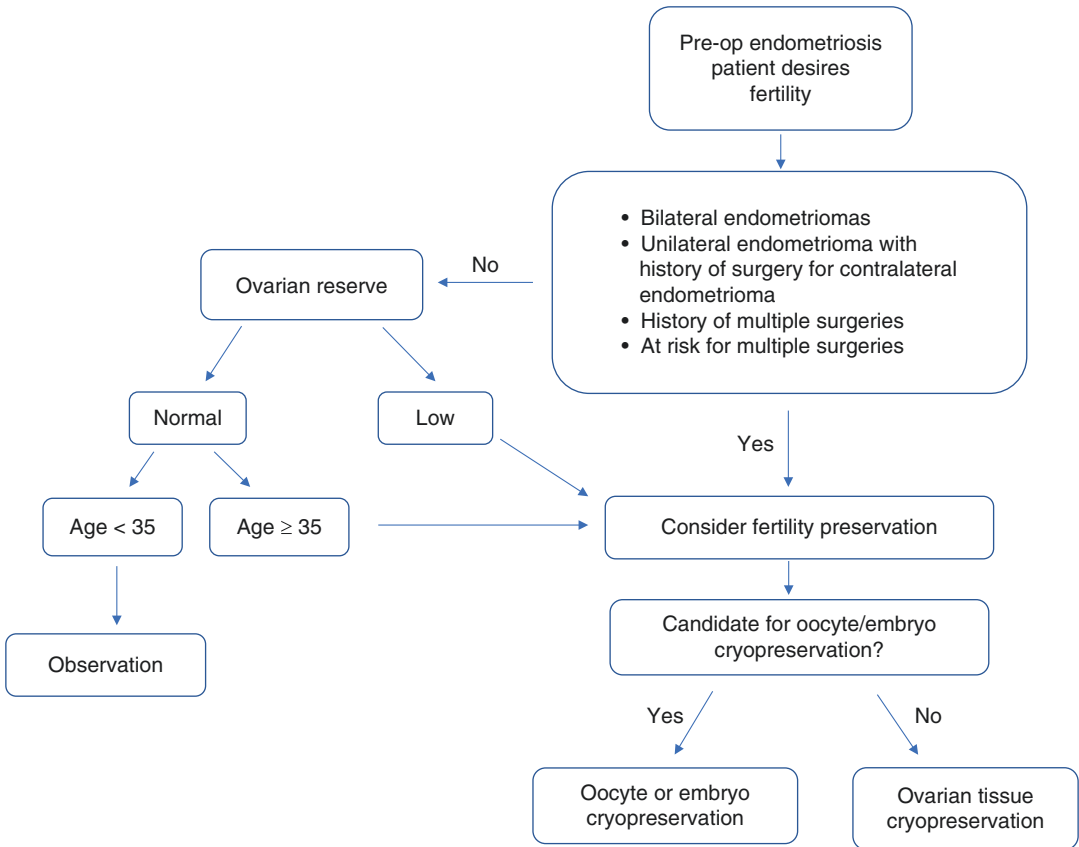 Pre-op endometriosis
patient desires
fertility
• Bilateral endometriomas
• Unilateral endometrioma with
history of surgery for contralateral
endometrioma
• History of multiple surgeries
• At risk for multiple surgeries
No
Ovarian reserve
Normal
Low
Yes
Age < 35
Age ≥ 35
Consider fertility preservation
Observation
Candidate for oocyte/embryo
cryopreservation?
Yes
No
Oocyte or embryo
cryopreservation
Ovarian tissue
cryopreservation